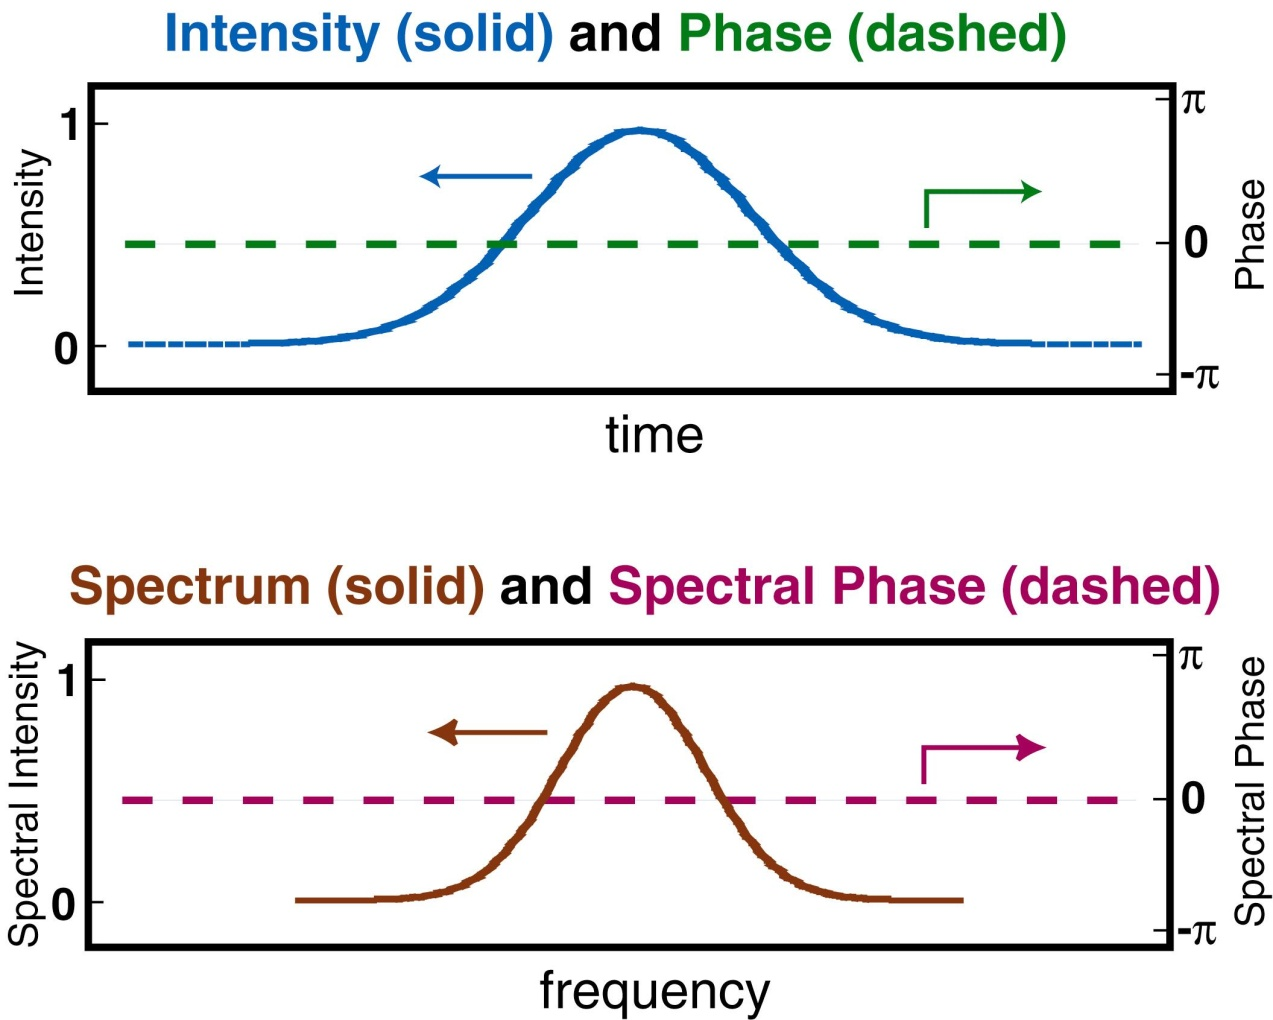 Intensity (solid) and Phase (dashed)
1
0
Intensity
π
0
-π
Phase
time
Spectrum (solid) and Spectral Phase (dashed)
1
0
Spectral Intensity
π
0
-π
Spectral Phase
frequency